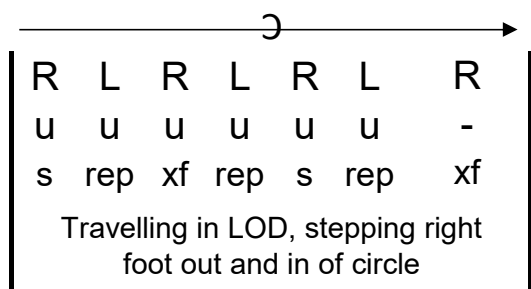 R L R L R L R
u u u u u u -
s rep xf rep s rep xf
Travelling in LOD, stepping right
foot out and in of circle